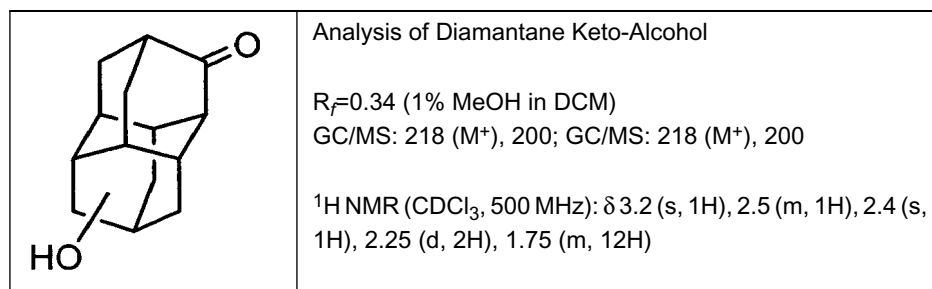 O
HO
Analysis of Diamantane Keto-Alcohol
Rf=0.34 (1% MeOH in DCM)
GC/MS: 218 (M⁺), 200; GC/MS: 218 (M⁺), 200
¹H NMR (CDCl₃, 500 MHz): δ 3.2 (s, 1H), 2.5 (m, 1H), 2.4 (s,
1H), 2.25 (d, 2H), 1.75 (m, 12H)